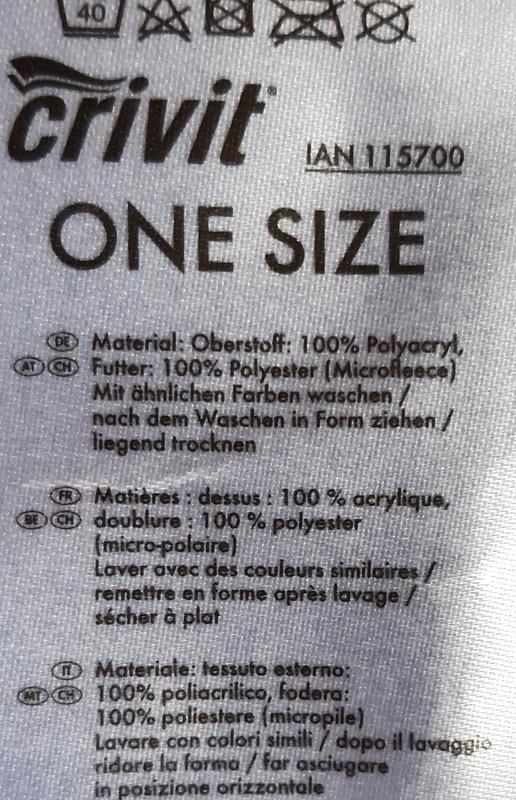 40
crivit®
IAN 115700
ONE SIZE
DE Material: Oberstoff: 100% Polyacryl,
AT CH Futter: 100% Polyester (Microfleece)
Mit ähnlichen Farben waschen /
nach dem Waschen in Form ziehen /
liegend trocknen
FR Matières : dessus : 100 % acrylique,
BE CH doublure : 100 % polyester
(micro-polaire)
Laver avec des couleurs similaires /
remettre en forme après lavage /
sécher à plat
IT Materiale: tessuto esterno:
MT CH 100% poliacrilico, fodera:
100% poliestere (micropile)
Lavare con colori simili / dopo il lavaggio
ridare la forma / far asciugare
in posizione orizzontale